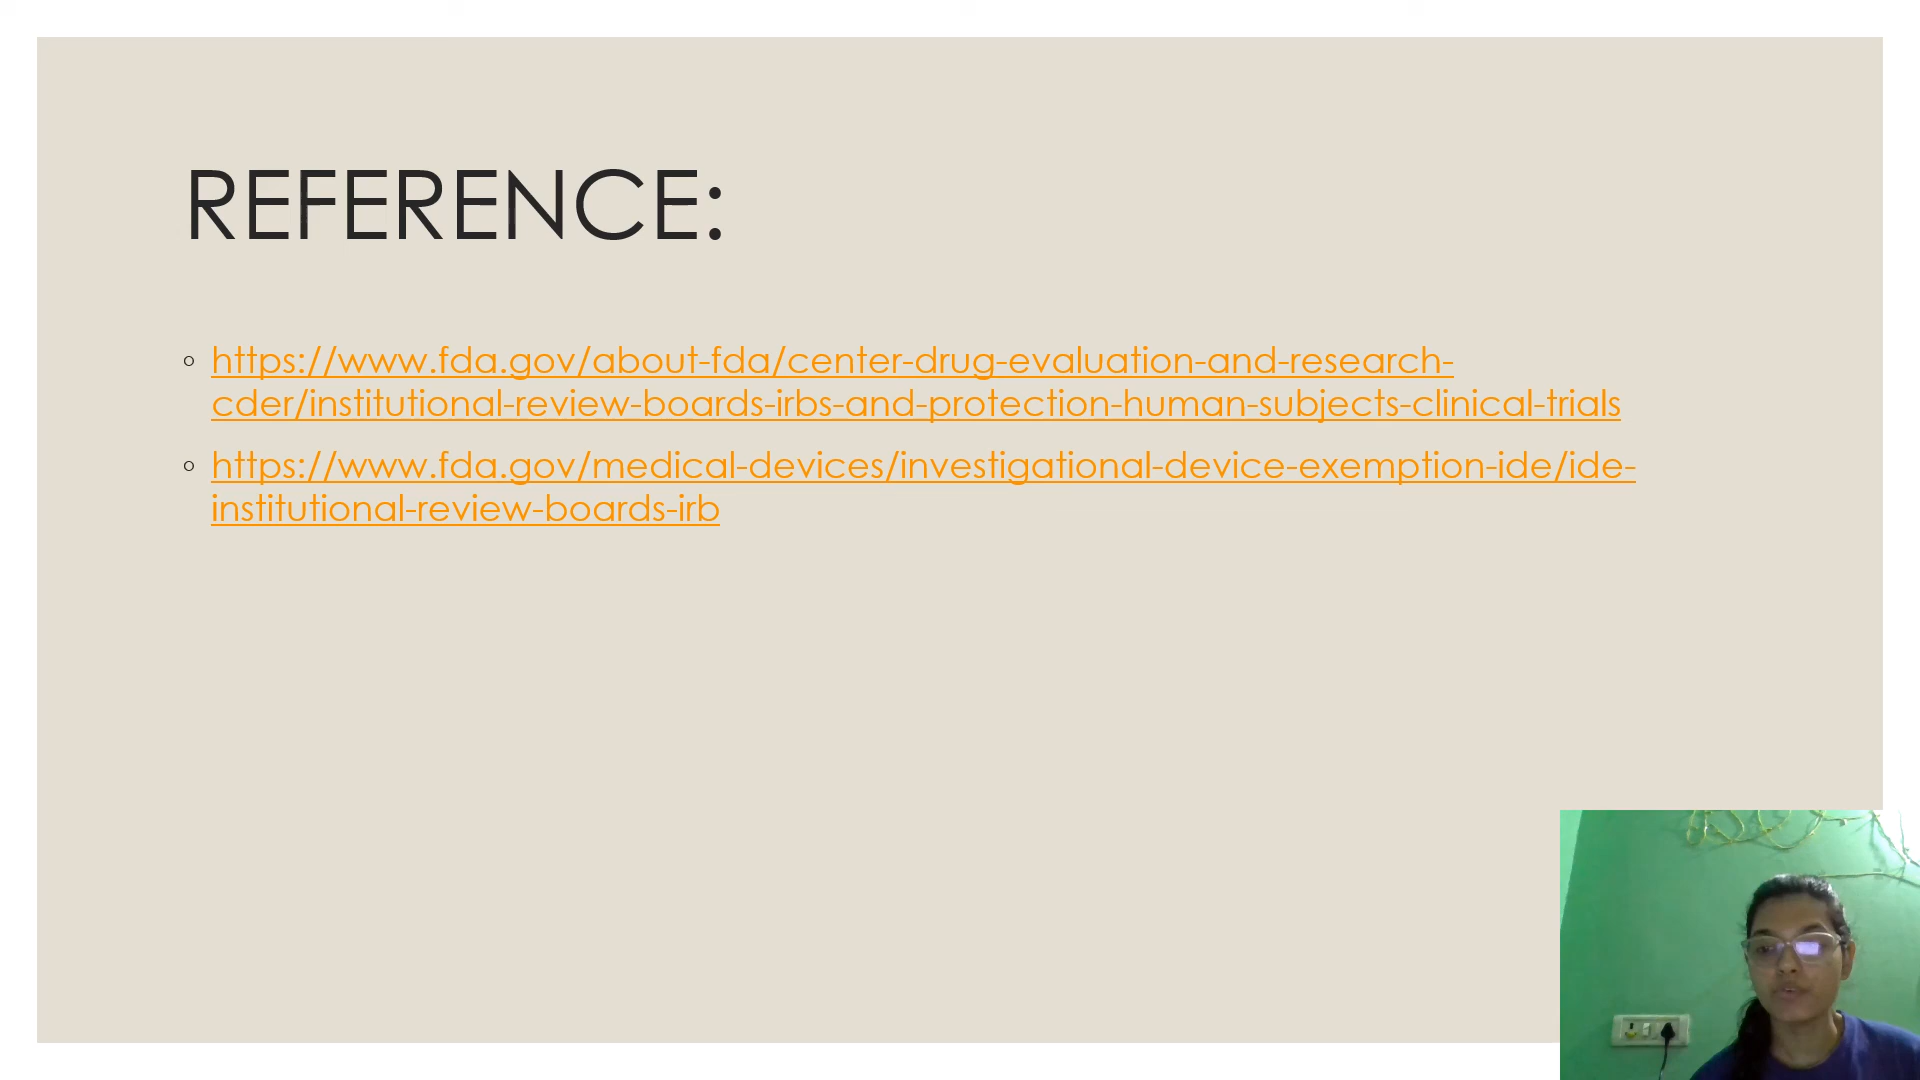 REFERENCE:
◦ https://www.fda.gov/about-fda/center-drug-evaluation-and-research-
cder/institutional-review-boards-irbs-and-protection-human-subjects-clinical-trials
◦ https://www.fda.gov/medical-devices/investigational-device-exemption-ide/ide-
institutional-review-boards-irb